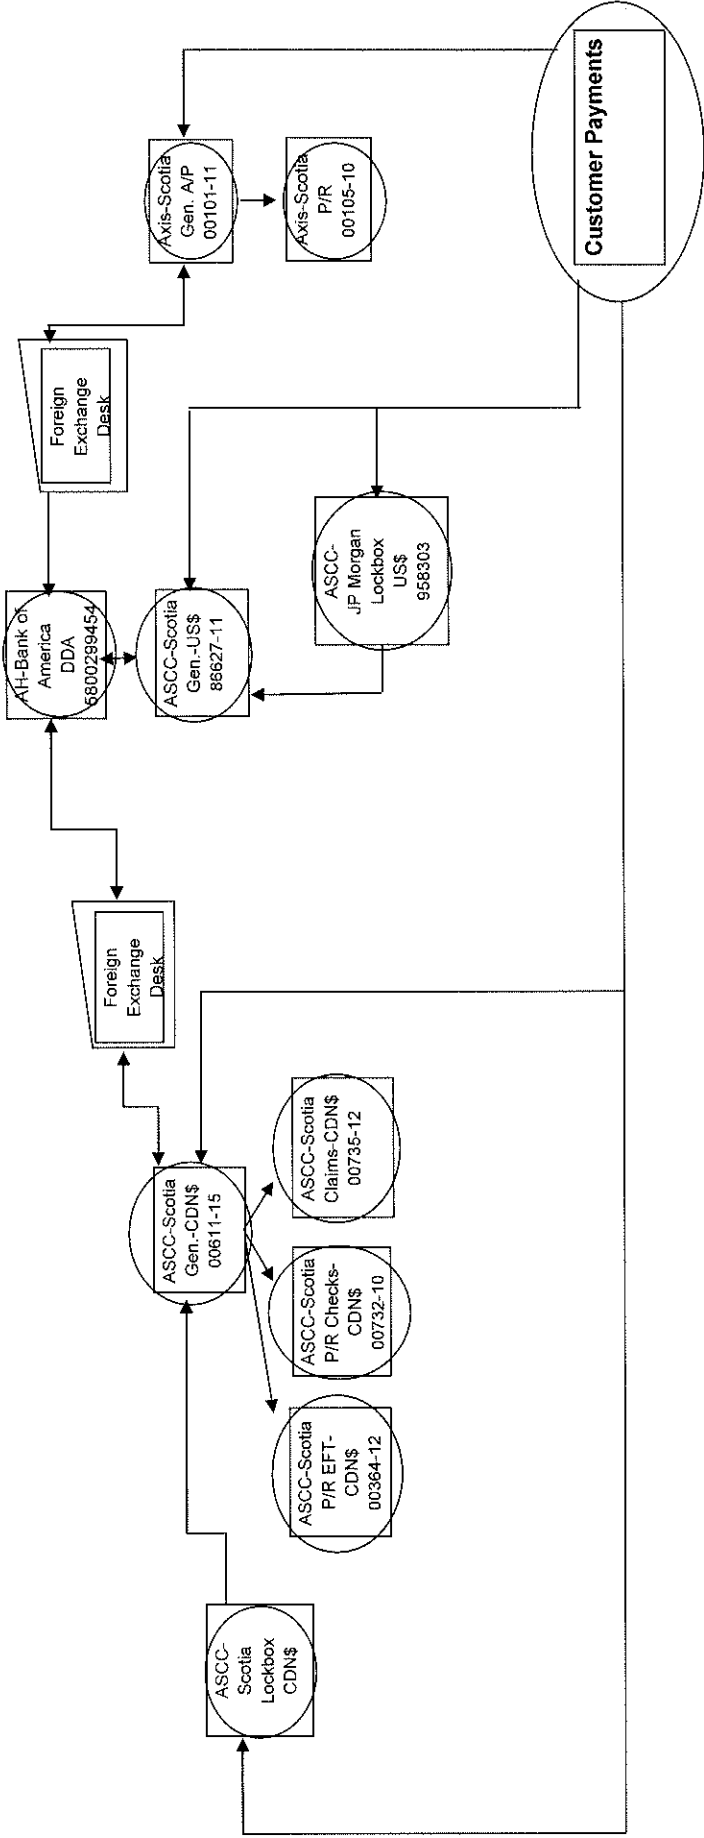 AH-Bank of
America
DDA
5800299454
Foreign
Exchange
Desk
Foreign
Exchange
Desk
ASCC-Scotia
Gen.-US$
86627-11
Axis-Scotia
Gen. A/P
00101-11
ASCC-
Scotia
Lockbox
CDN$
ASCC-Scotia
Gen.-CDN$
00611-15
ASCC-
JP Morgan
Lockbox
US$
958303
Axis-Scotia
P/R
00105-10
ASCC-Scotia
P/R EFT-
CDN$
00364-12
ASCC-Scotia
P/R Checks-
CDN$
00732-10
ASCC-Scotia
Claims-CDN$
00735-12
Customer Payments